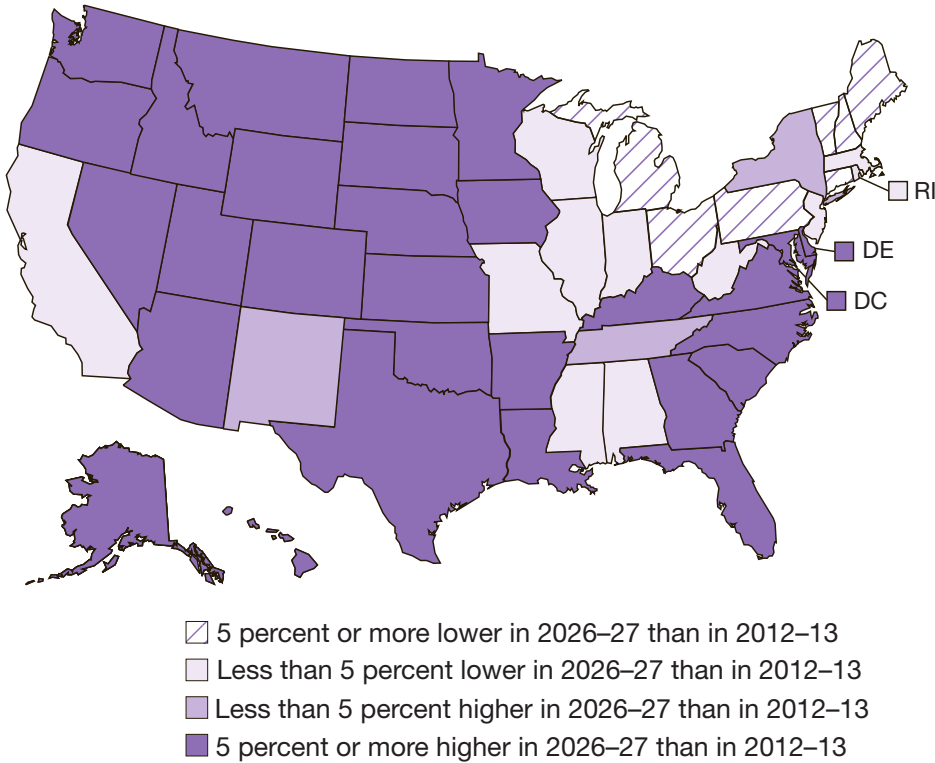 RI
DE
DC
5 percent or more lower in 2026–27 than in 2012–13
Less than 5 percent lower in 2026–27 than in 2012–13
Less than 5 percent higher in 2026–27 than in 2012–13
5 percent or more higher in 2026–27 than in 2012–13